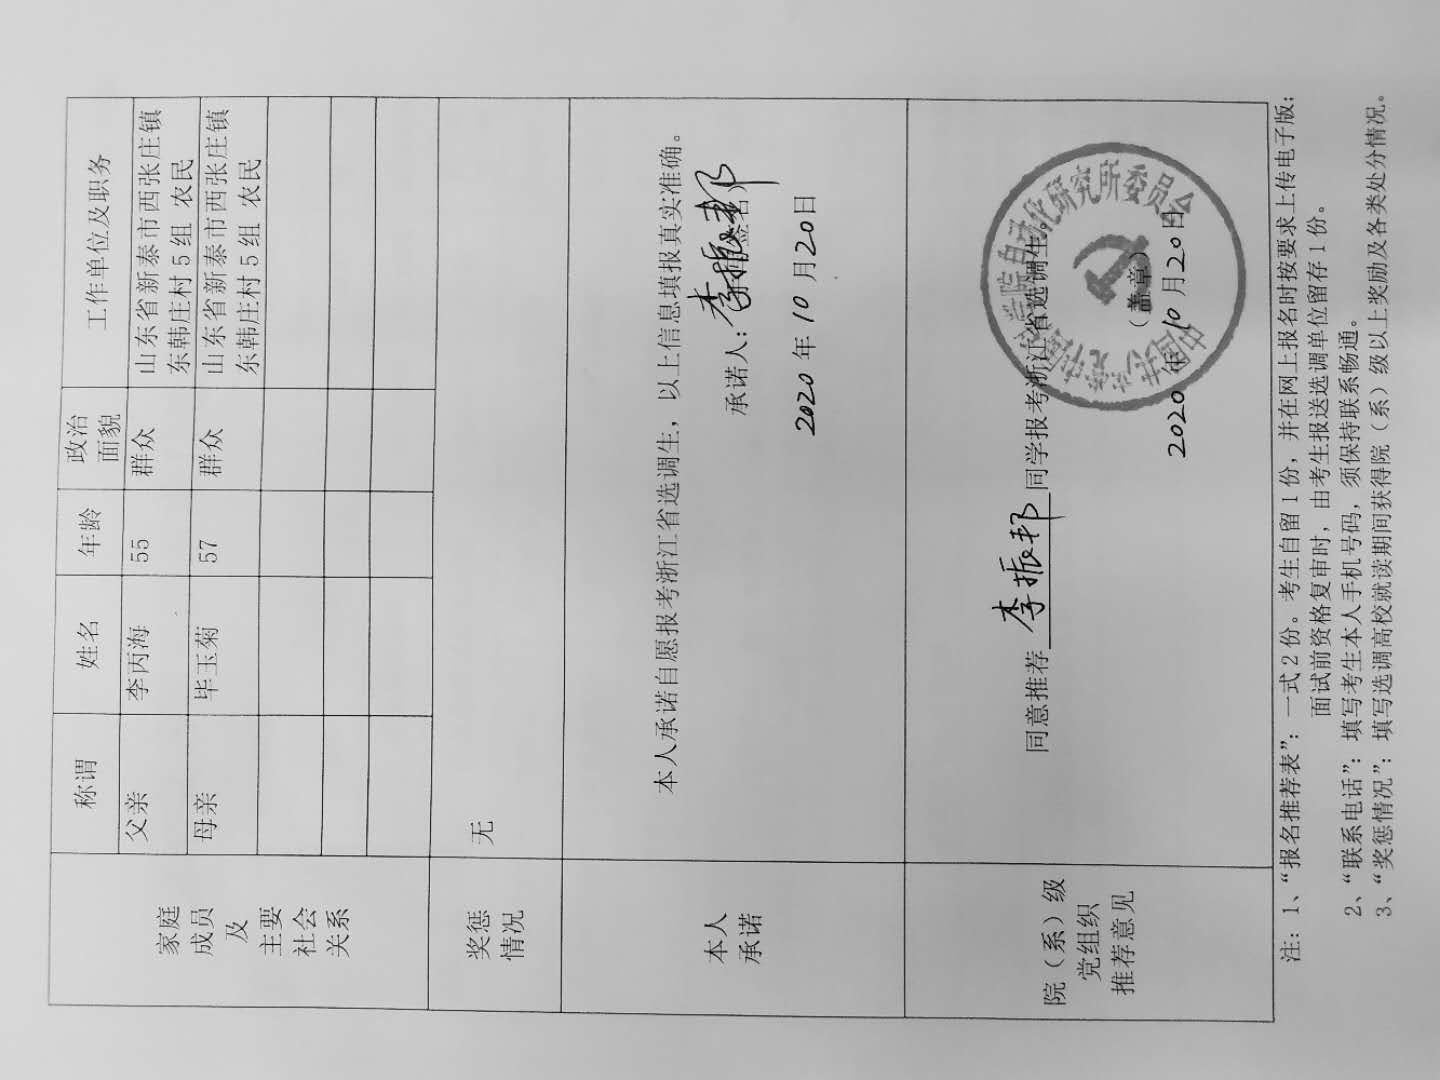 家庭
成员
及
主要
社会
关系
称谓
姓名
年龄
政治
面貌
工作单位及职务
父亲
李丙海
55
群众
山东省新泰市西张庄镇
东韩庄村5组 农民
母亲
毕玉菊
57
群众
山东省新泰市西张庄镇
东韩庄村5组 农民
奖惩
情况
无
本人
承诺
本人承诺自愿报考浙江省选调生，以上信息填报真实准确。
承诺人：李振邦 签名）
2020 年 10 月 20 日
院（系）级
党组织
推荐意见
同意推荐 李振邦 同学报考浙江省选调生。
（盖章）
2020 年 10 月 20 日
中国共产党中国科学院自动化研究所委员会
注：1、“报名推荐表”：一式2份。考生自留1份，并在网上报名时按要求上传电子版；
面试前资格复审时，由考生报送选调单位留存1份。
2、“联系电话”：填写考生本人手机号码，须保持联系畅通。
3、“奖惩情况”：填写选调高校就读期间获得院（系）级以上奖励及各类处分情况。